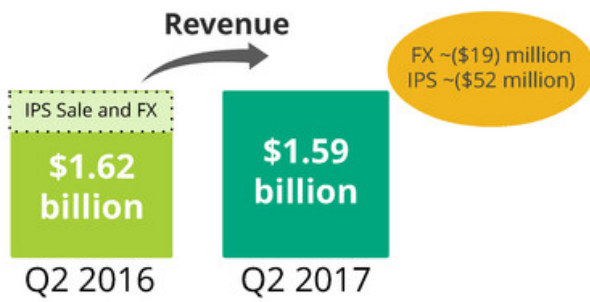 Revenue
FX ~($19) million
IPS ~($52 million)
IPS Sale and FX
$1.62
billion
$1.59
billion
Q2 2016
Q2 2017